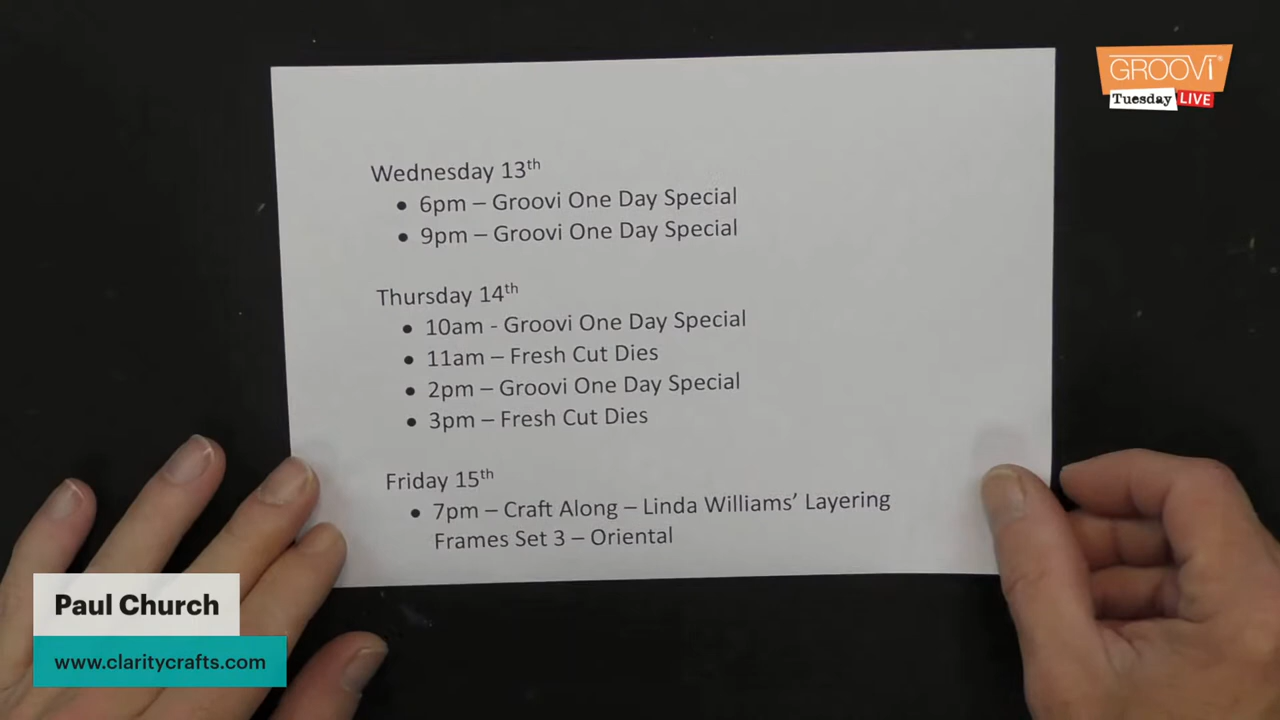 GROOVI®
Tuesday LIVE
Wednesday 13th
• 6pm – Groovi One Day Special
• 9pm – Groovi One Day Special
Thursday 14th
• 10am - Groovi One Day Special
• 11am – Fresh Cut Dies
• 2pm – Groovi One Day Special
• 3pm – Fresh Cut Dies
Friday 15th
• 7pm – Craft Along – Linda Williams’ Layering
Frames Set 3 – Oriental
Paul Church
www.claritycrafts.com